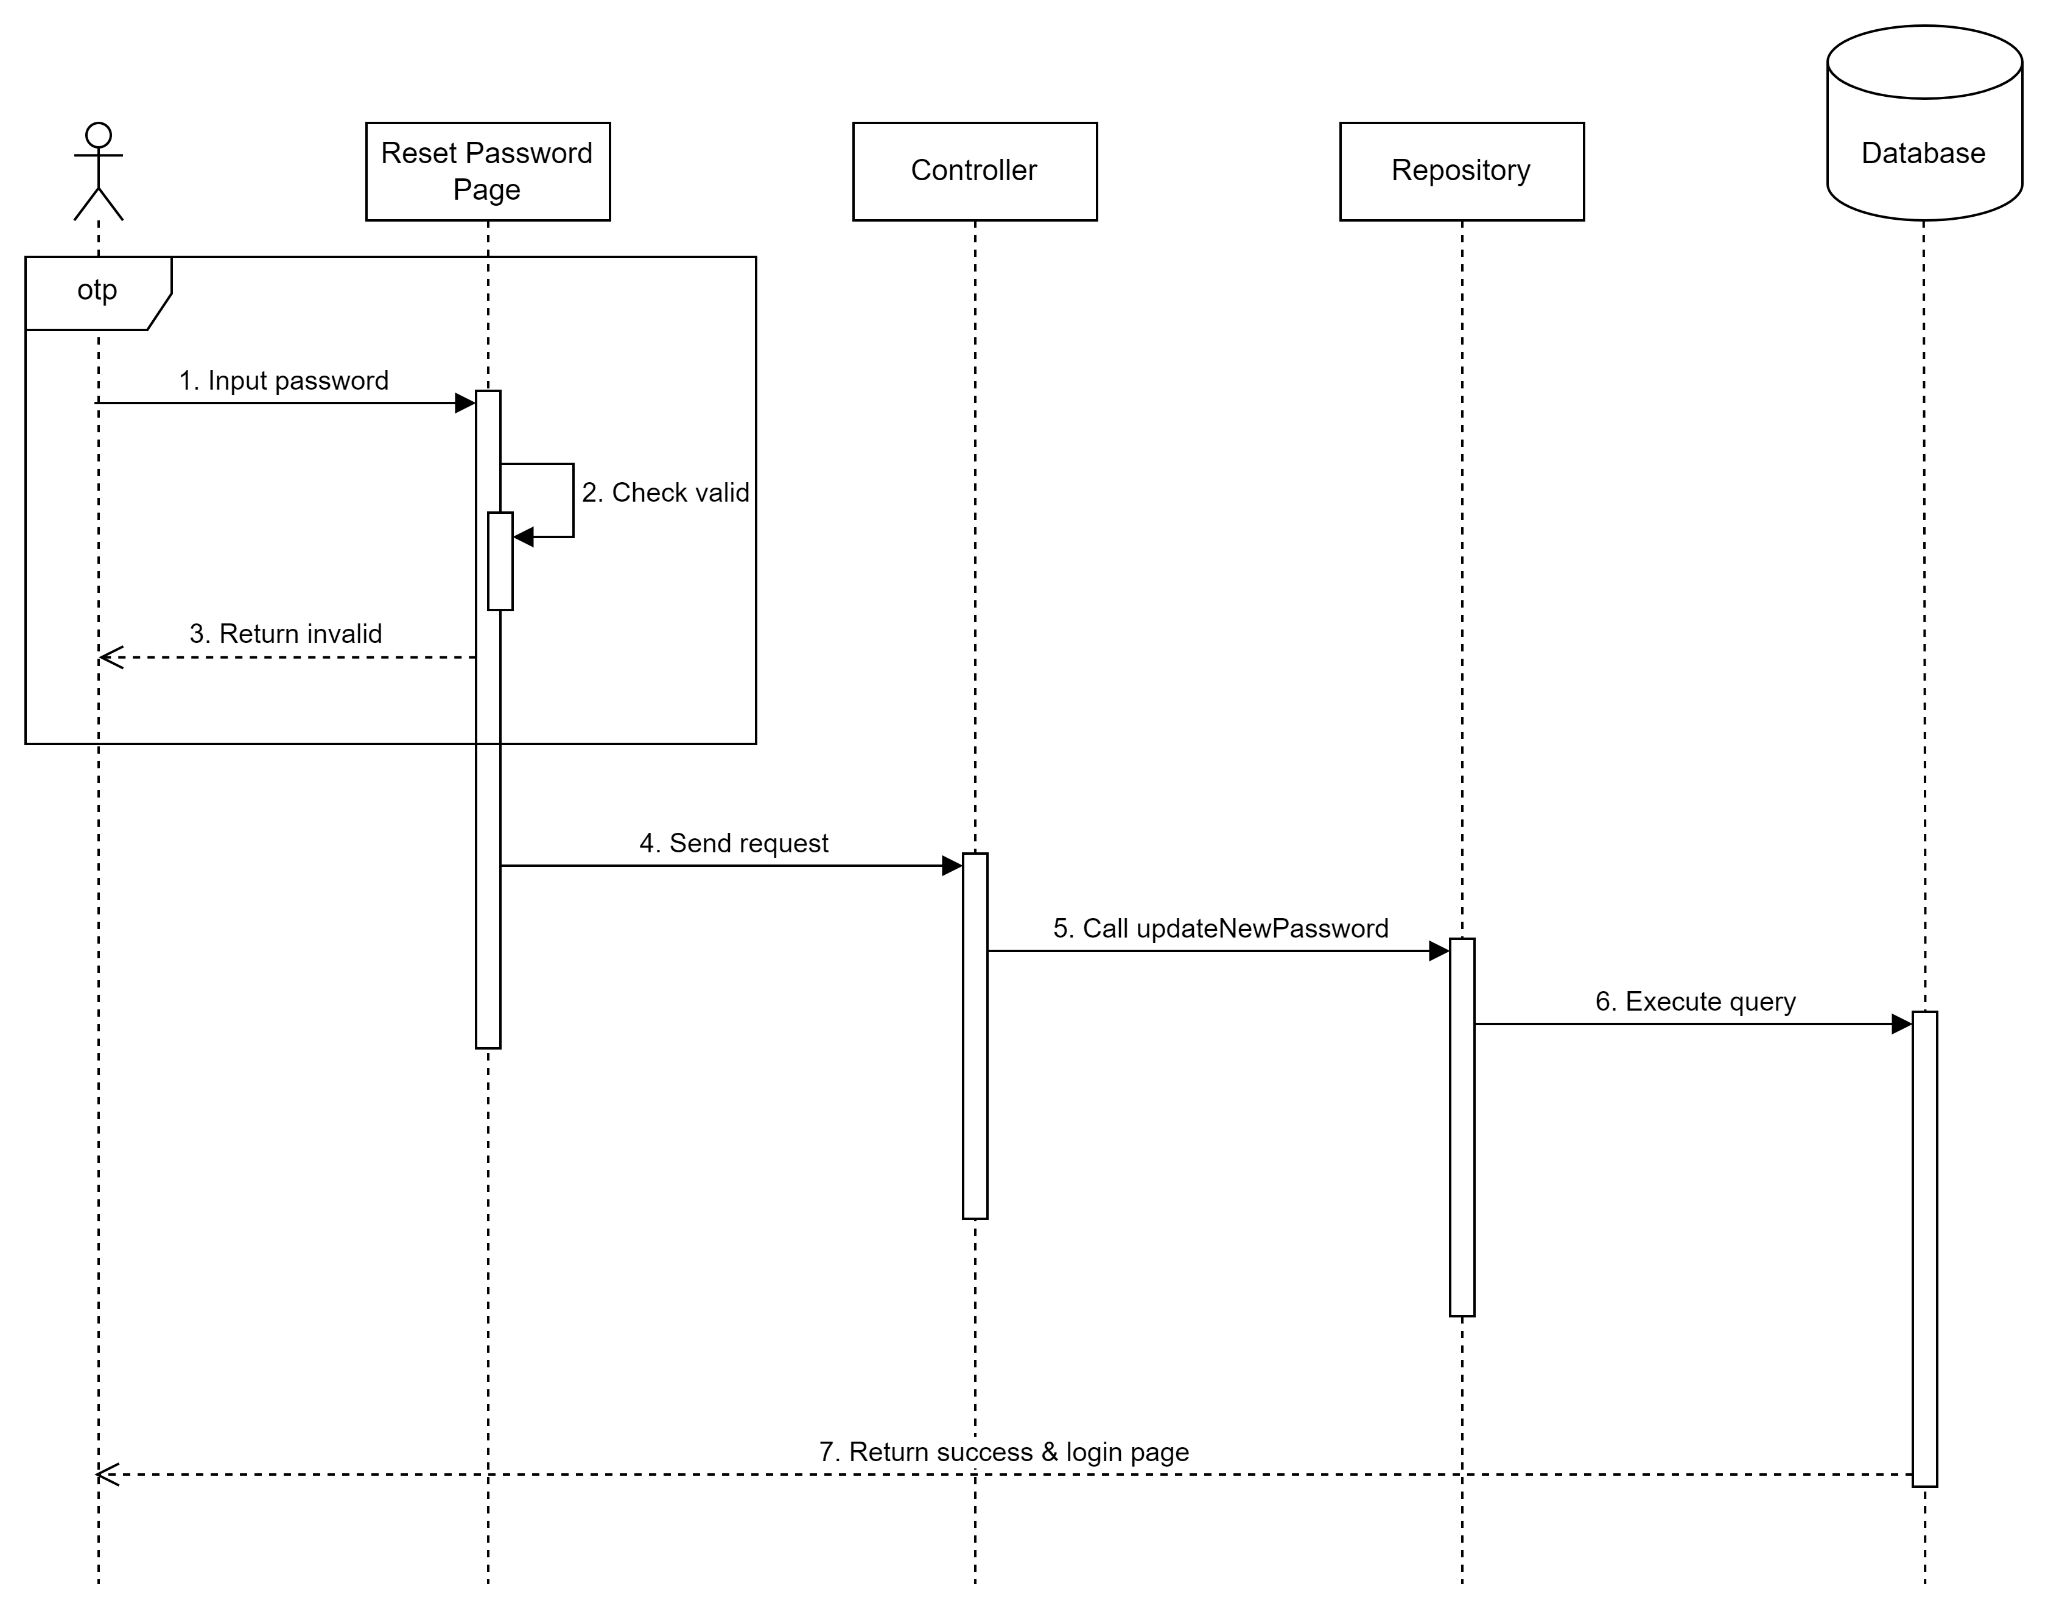 Reset Password
Page
Controller
Repository
Database
otp
1. Input password
2. Check valid
3. Return invalid
4. Send request
5. Call updateNewPassword
6. Execute query
7. Return success & login page